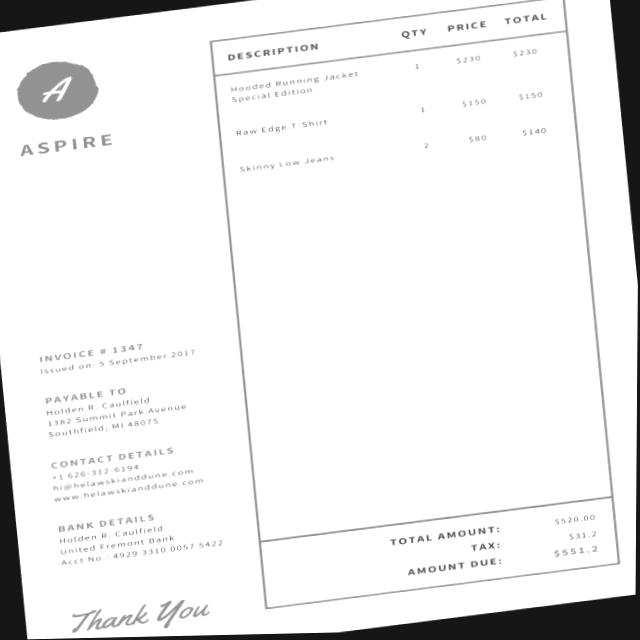 A
ASPIRE
INVOICE # 1347
Issued on: 5 September 2017
PAYABLE TO
Holden R. Caulfield
1382 Summit Park Avenue
Southfield, MI 48075
CONTACT DETAILS
+1 626-312-6194
hi@helawskianddune.com
www.helawskianddune.com
BANK DETAILS
Holden R. Caulfield
United Fremont Bank
Acct No.: 4929 3310 0057 5422
Thank You
DESCRIPTION QTY PRICE TOTAL
Hooded Running Jacket 1 $230 $230
Special Edition
Raw Edge T Shirt 1 $150 $150
Skinny Low Jeans 2 $80 $140
TOTAL AMOUNT: $520.00
TAX: $31.2
AMOUNT DUE: $551.2